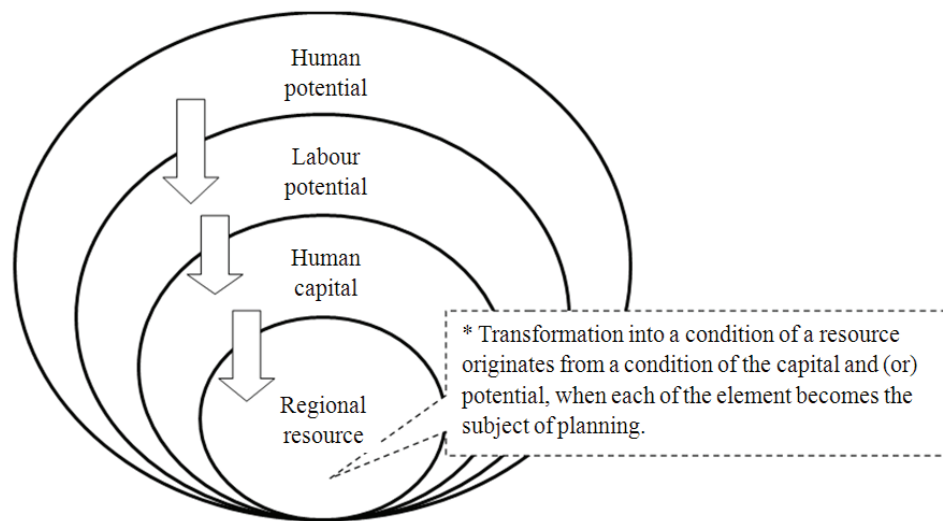 Human
potential
Labour
potential
Human
capital
Regional
resource
* Transformation into a condition of a resource
originates from a condition of the capital and (or)
potential, when each of the element becomes the
subject of planning.